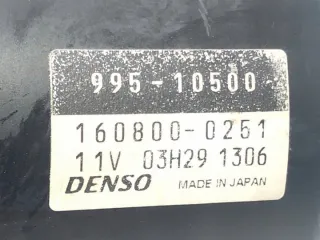 995-10500
160800-0251
11V 03H29 1306
DENSO MADE IN JAPAN